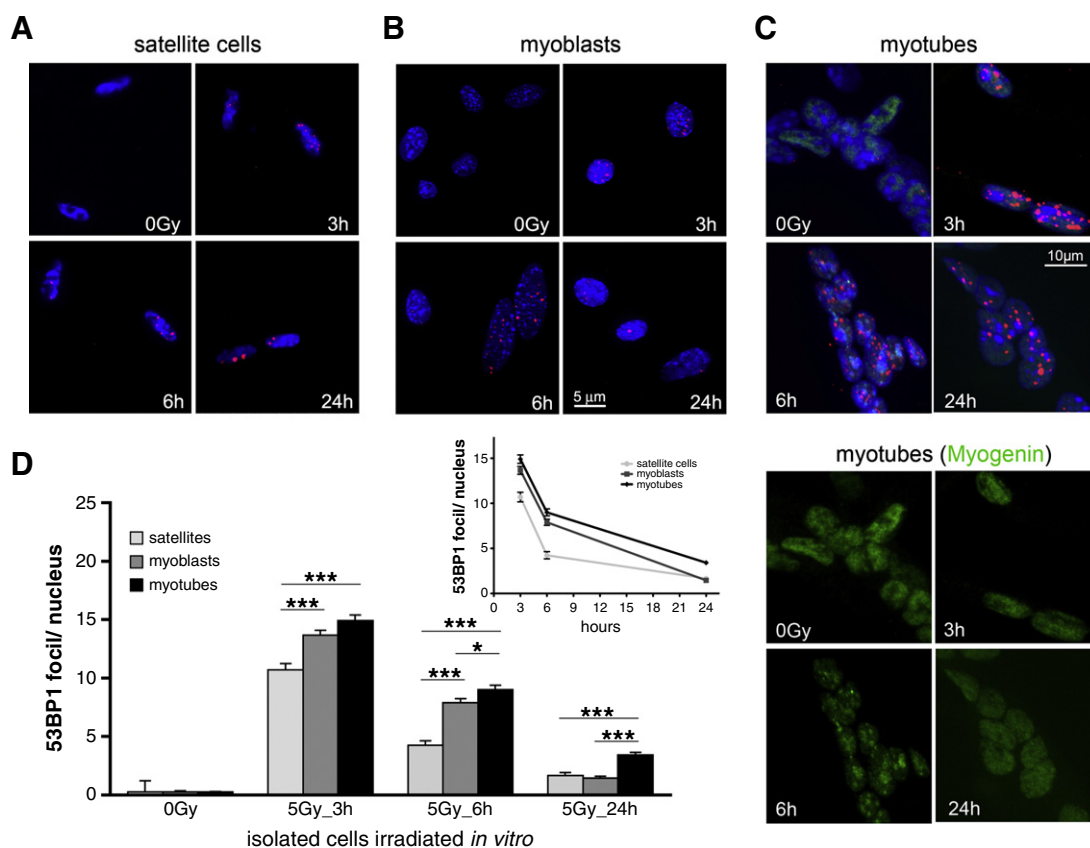 A
satellite cells
0Gy
3h
6h
24h
B
myoblasts
0Gy
3h
6h
5 μm
24h
C
myotubes
0Gy
3h
6h
10μm
24h
myotubes (Myogenin)
0Gy
3h
6h
24h
D
53BP1 focil/ nucleus
25
20
15
10
5
0
satellites
myoblasts
myotubes
***
***
***
*
***
***
***
0Gy
5Gy_3h
5Gy_6h
5Gy_24h
isolated cells irradiated in vitro
53BP1 focil/ nucleus
15
10
5
0
satellite cells
myoblasts
myotubes
0 3 6 9 12 15 18 21 24
hours